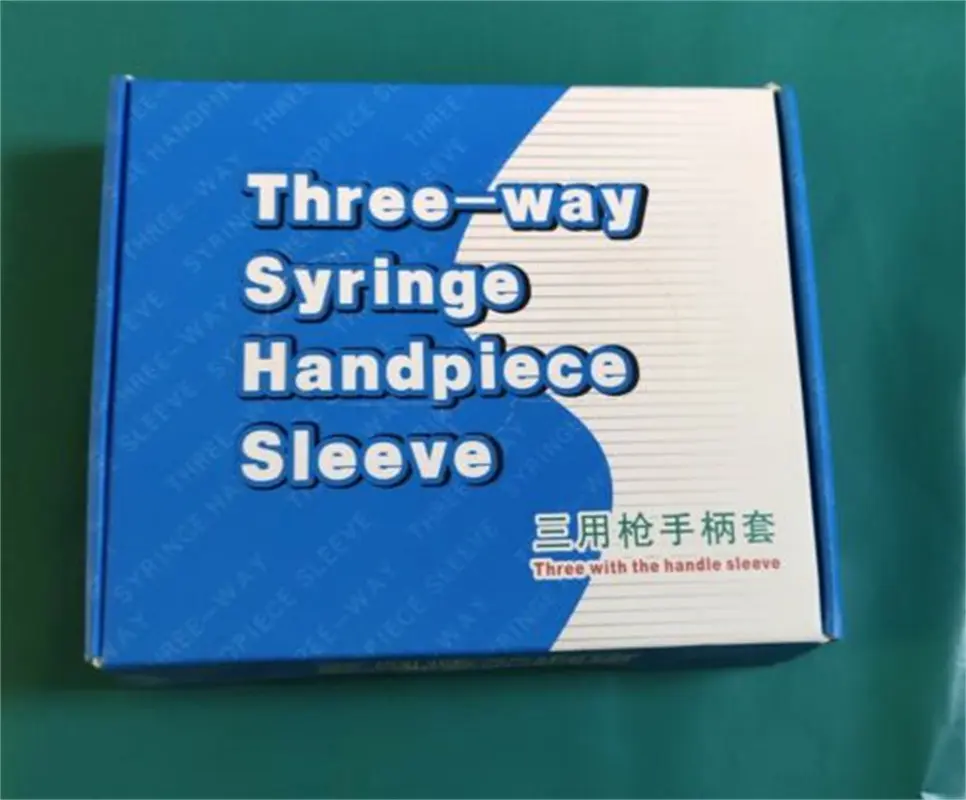 Three-way
Syringe
Handpiece
Sleeve
三用枪手柄套
Three with the handle sleeve